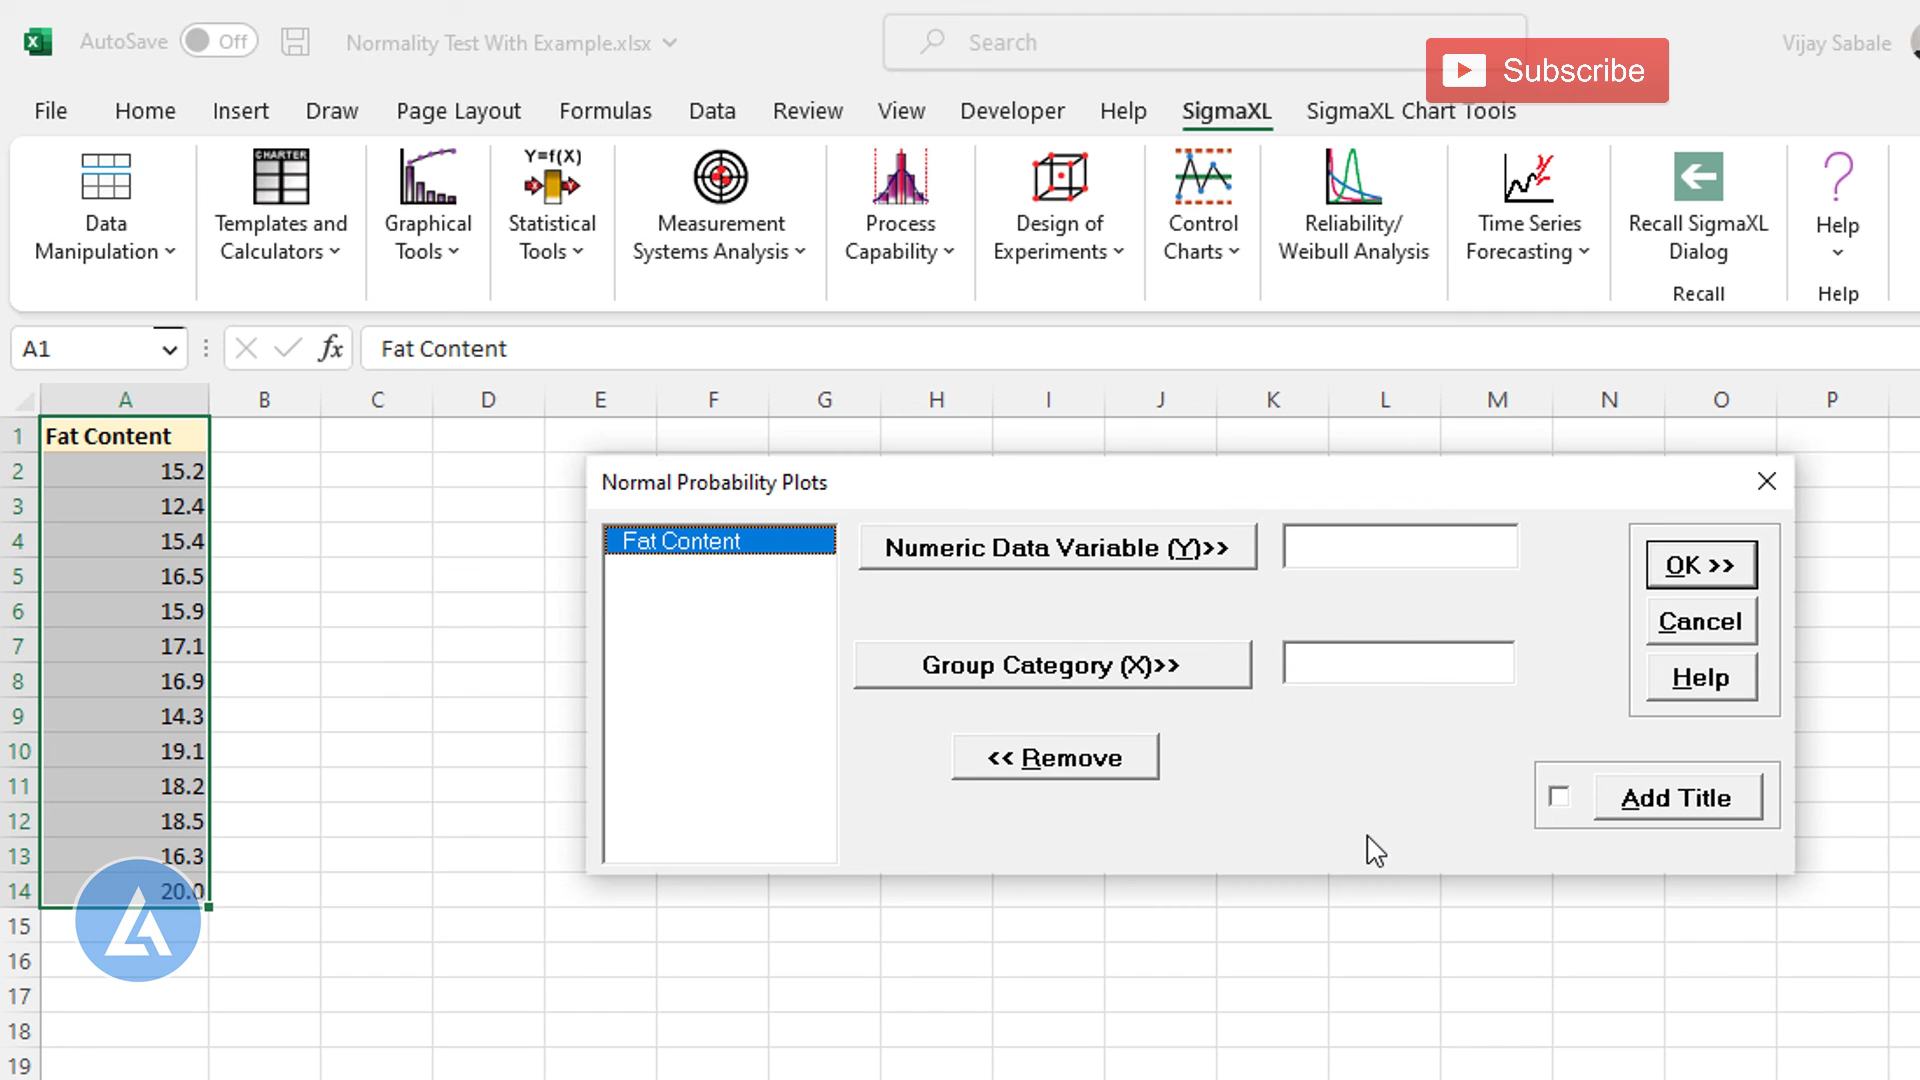 AutoSave Off Normality Test With Example.xlsx Search Vijay Sabale
Subscribe
File Home Insert Draw Page Layout Formulas Data Review View Developer Help SigmaXL SigmaXL Chart Tools
CHARTER Y=f(X)
X Y
Data Manipulation
Templates and Calculators
Graphical Tools
Statistical Tools
Measurement Systems Analysis
Process Capability
Design of Experiments
Control Charts
Reliability/ Weibull Analysis
Time Series Forecasting
Recall SigmaXL Dialog
Help
Recall Help
A1 fx Fat Content
A B C D E F G H I J K L M N O P
1 Fat Content
2 15.2
3 12.4
4 15.4
5 16.5
6 15.9
7 17.1
8 16.9
9 14.3
10 19.1
11 18.2
12 18.5
13 16.3
14 20.0
15
16
17
18
19
Normal Probability Plots
Fat Content
Numeric Data Variable (Y)>>
Group Category (X)>>
<< Remove
OK >>
Cancel
Help
Add Title